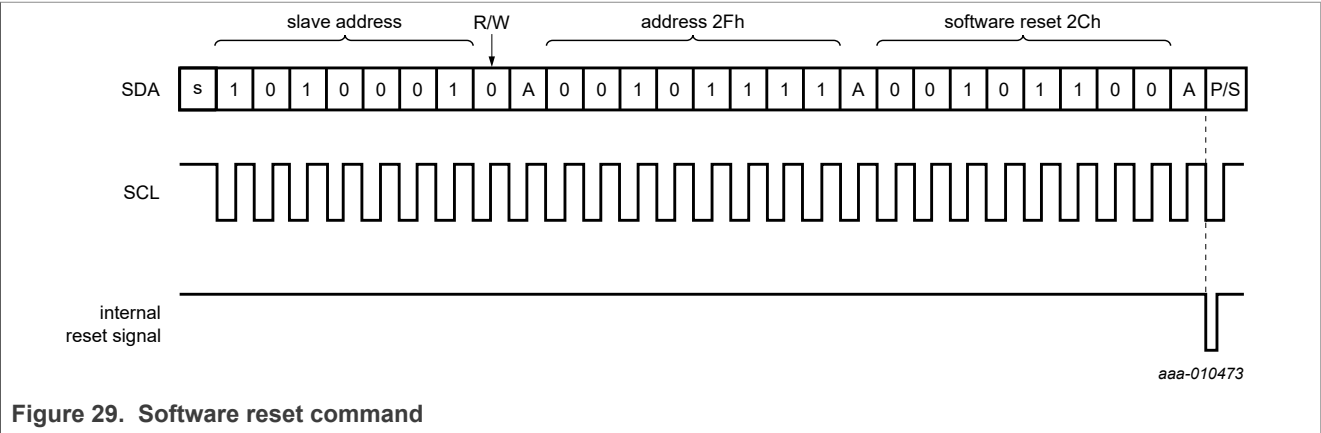 slave address R/W address 2Fh software reset 2Ch
SDA s 1 0 1 0 0 0 1 0 A 0 0 1 0 1 1 1 1 A 0 0 1 0 1 1 0 0 A P/S
SCL
internal
reset signal
aaa-010473
Figure 29. Software reset command